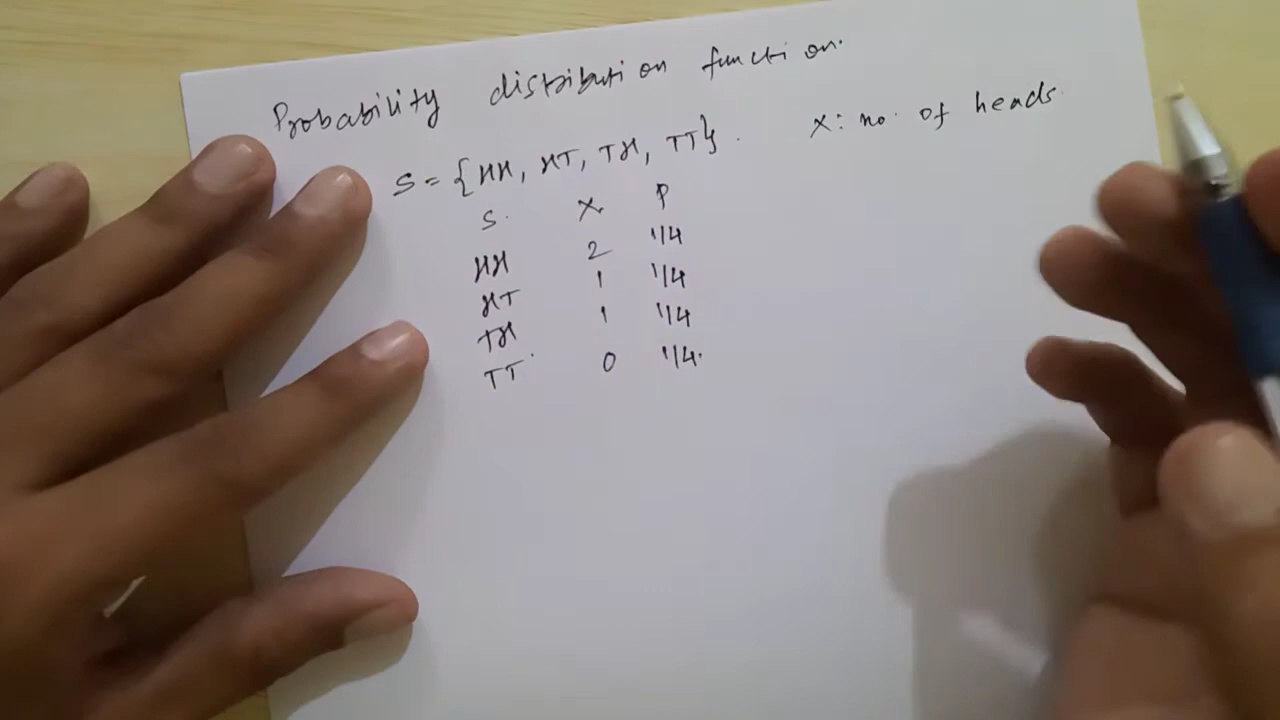 Probability distribution function.
S = {HH, HT, TH, TT}. X: no. of heads.
S. X P
HH 2 1/4
HT 1 1/4
TH 1 1/4
TT 0 1/4.